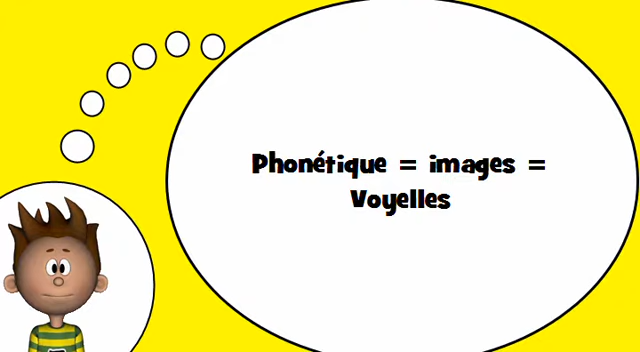 Phonétique = images =
Voyelles